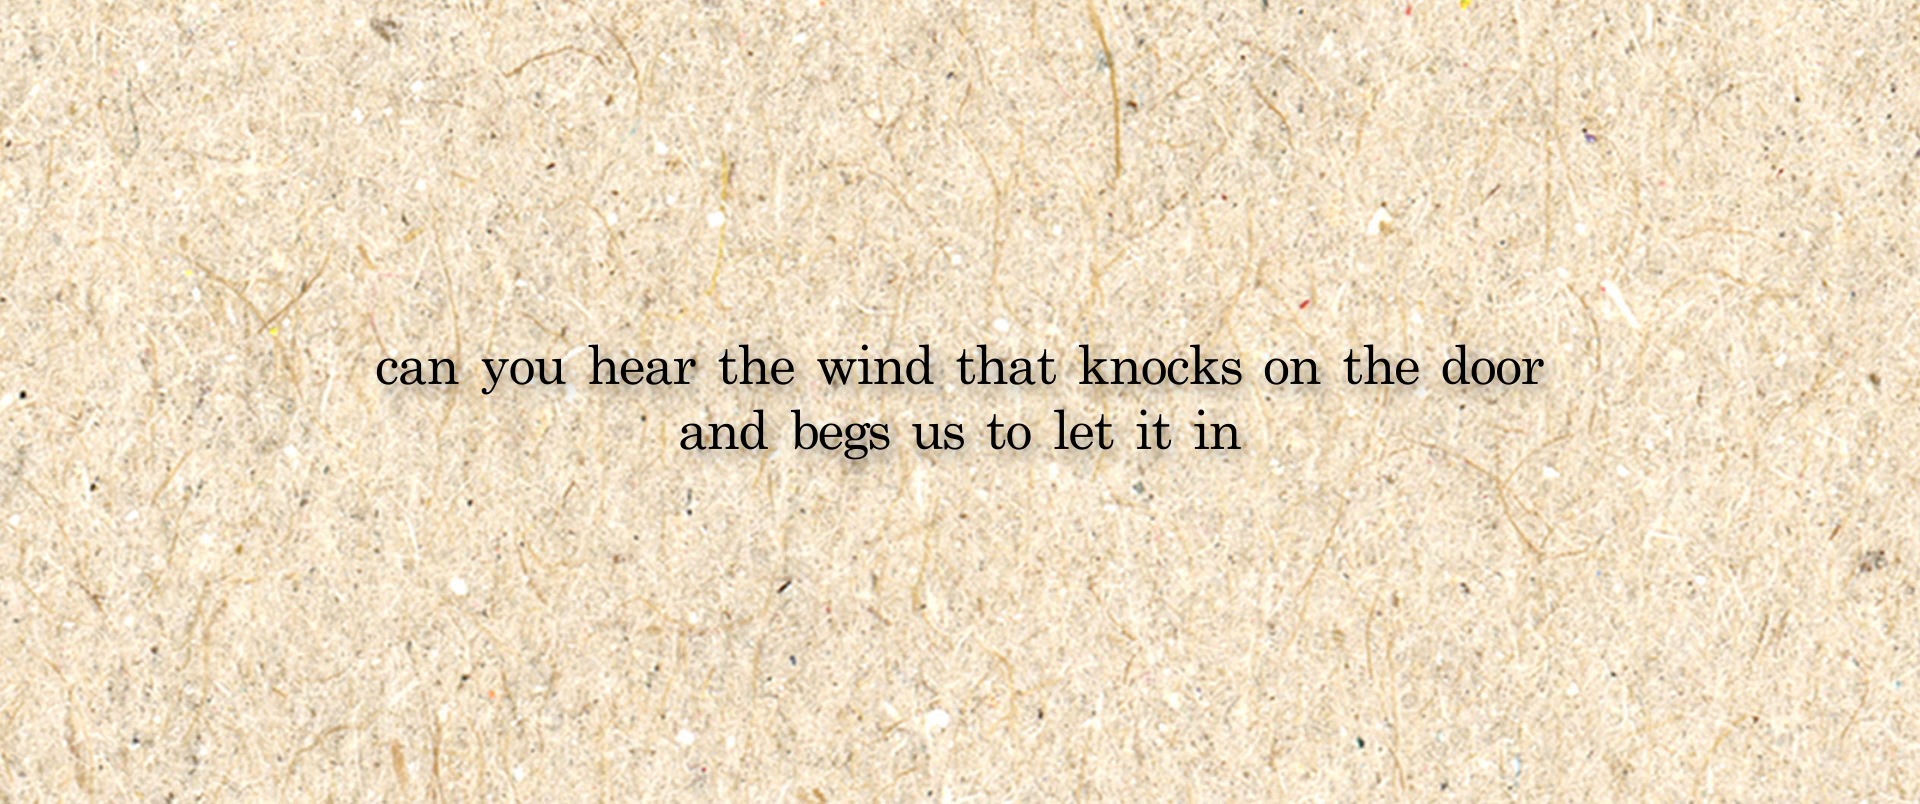 can you hear the wind that knocks on the door
and begs us to let it in